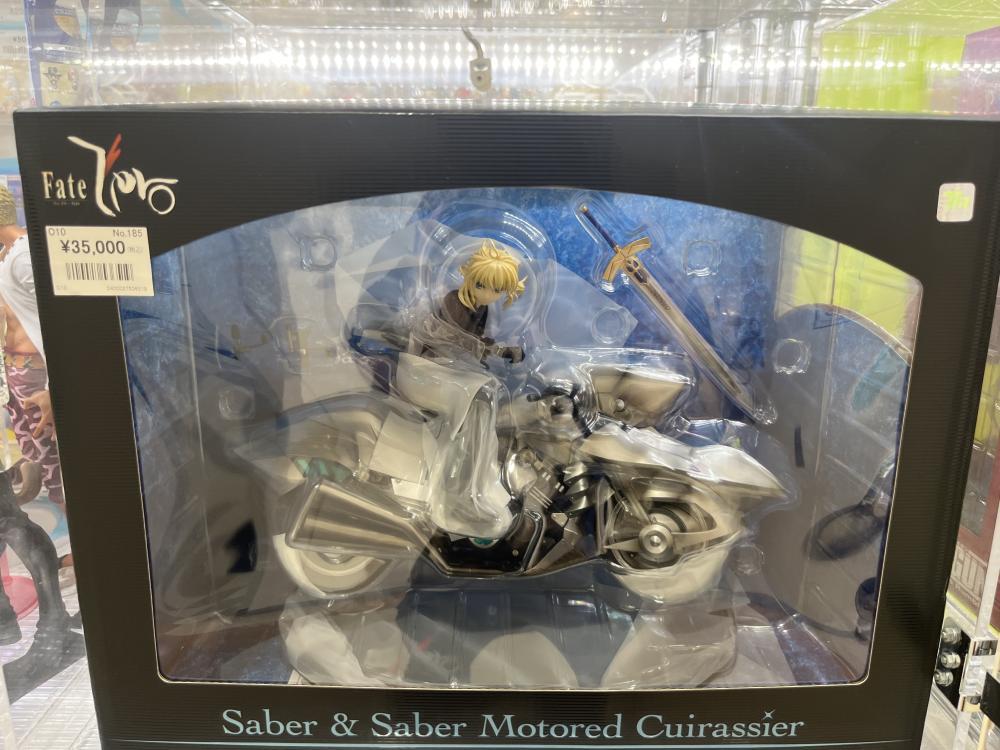 Fate Zero
010 No.185
¥35,000
Saber & Saber Motored Cuirassier